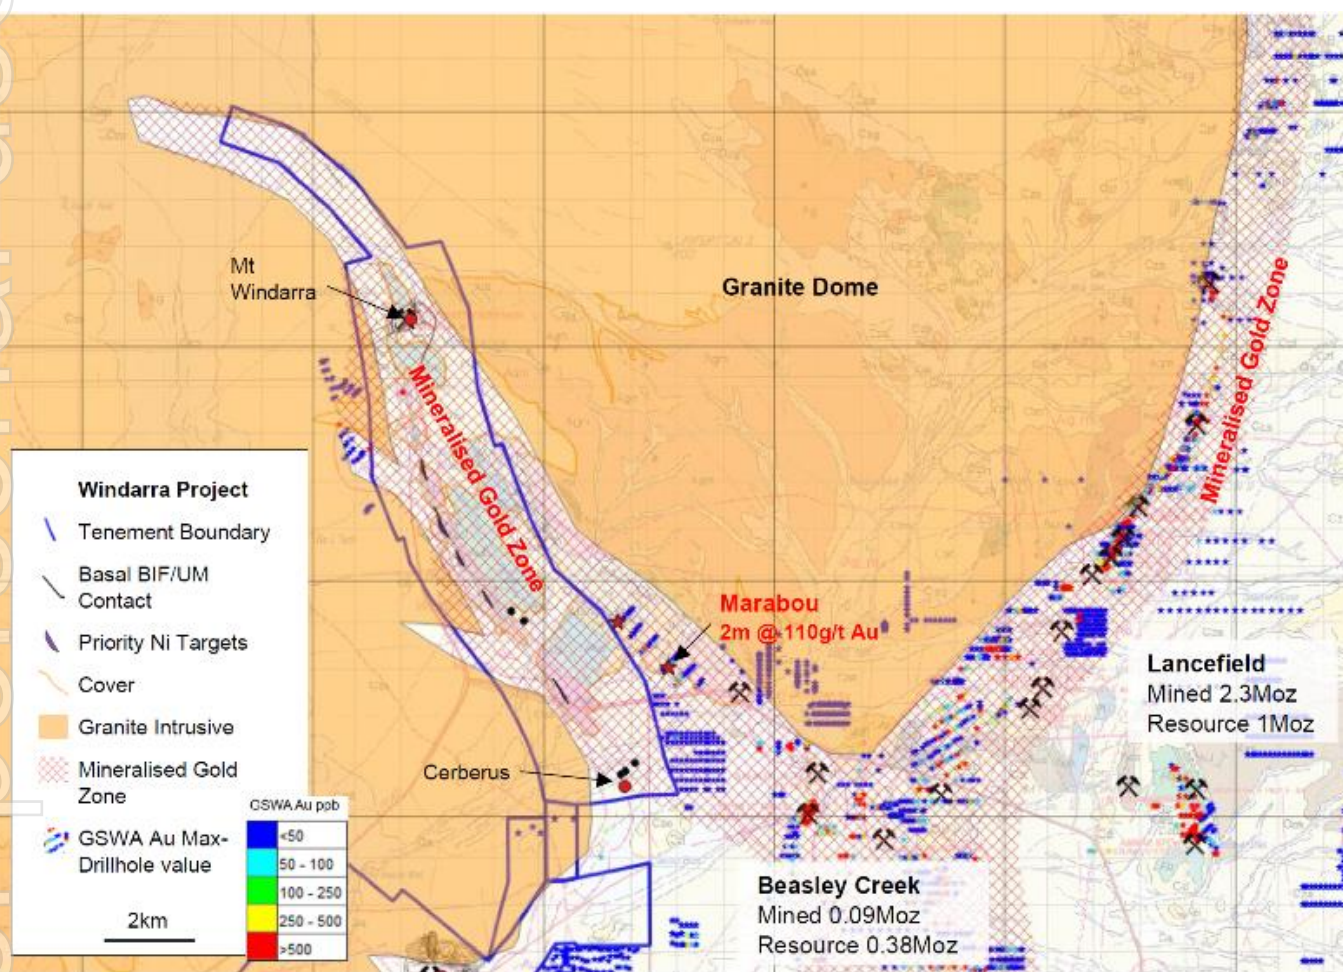 Mt
Windarra
Granite Dome
Mineralised Gold Zone
Mineralised Gold Zone
Marabou
2m @ 110g/t Au
Lancefield
Mined 2.3Moz
Resource 1Moz
Cerberus
Beasley Creek
Mined 0.09Moz
Resource 0.38Moz
Windarra Project
Tenement Boundary
Basal BIF/UM
Contact
Priority Ni Targets
Cover
Granite Intrusive
Mineralised Gold
Zone
GSWA Au Max-
Drillhole value
2km
GSWA Au ppb
<50
50 - 100
100 - 250
250 - 500
>500